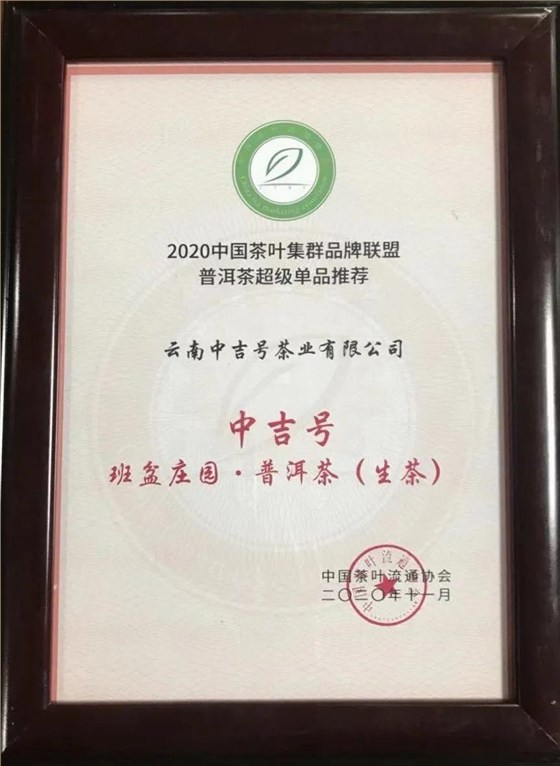 2020中国茶叶集群品牌联盟
普洱茶超级单品推荐
云南中吉号茶业有限公司
中吉号
班盆庄园·普洱茶（生茶）
中国茶叶流通协会
二〇二〇年十一月